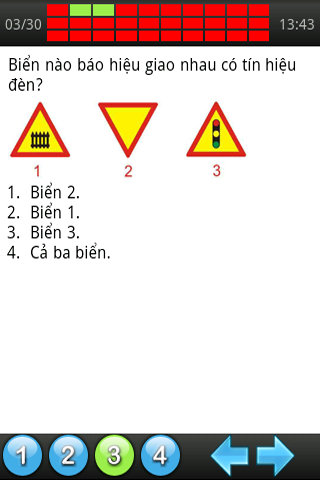 03/30
13:43
Biển nào báo hiệu giao nhau có tín hiệu
đèn?
1 2 3
1. Biển 2.
2. Biển 1.
3. Biển 3.
4. Cả ba biển.
1 2 3 4